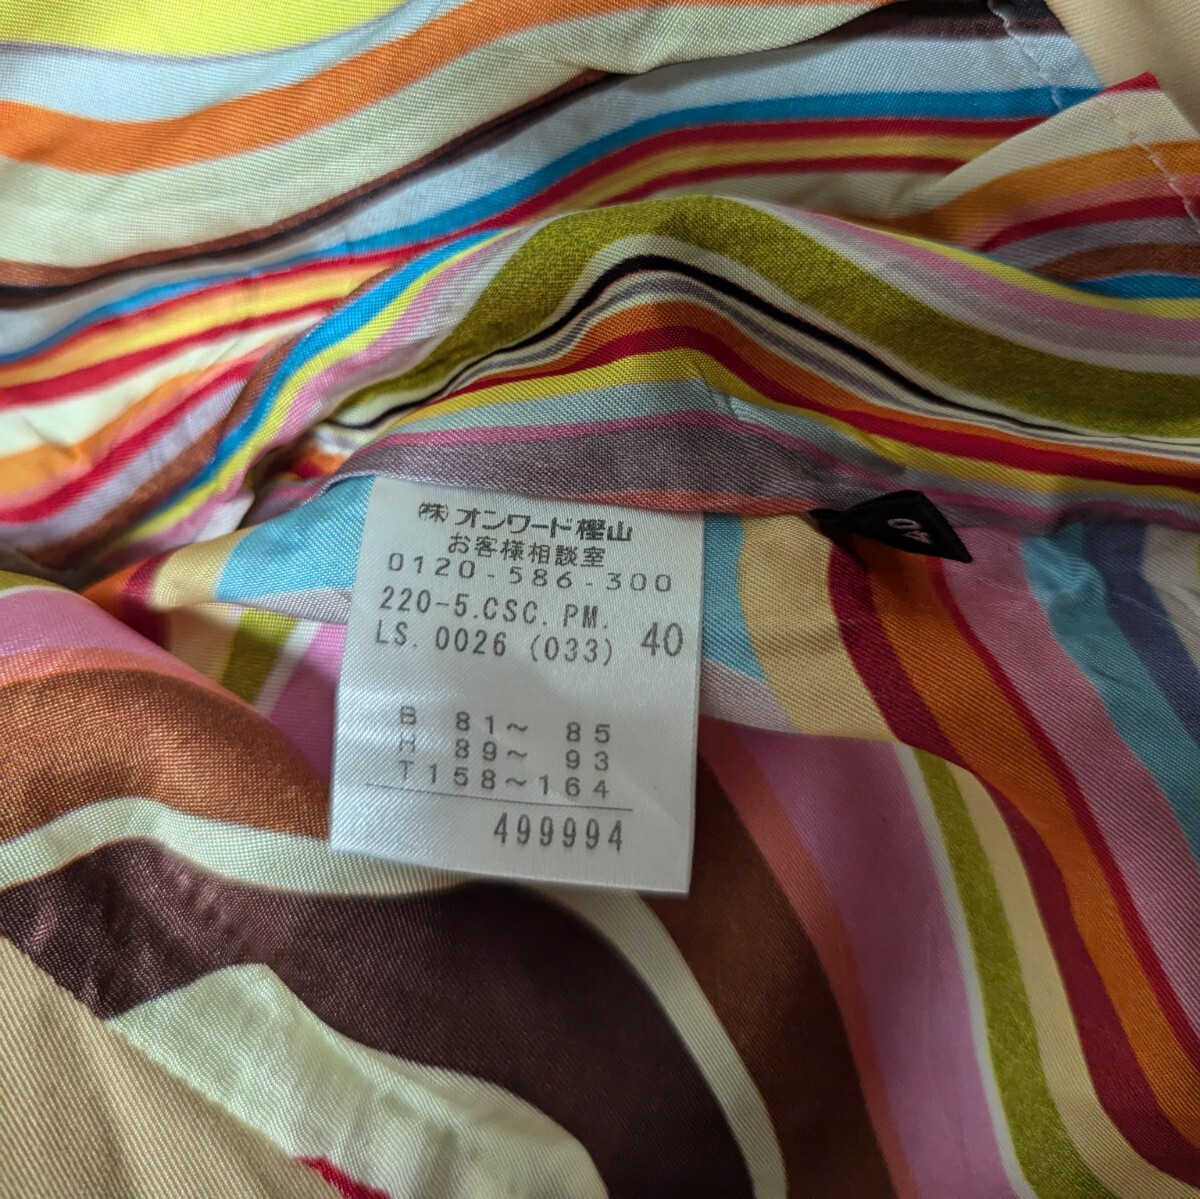 ㈱ オンワード樫山
お客様相談室
0120-586-300
220-5.CSC.PM.
LS.0026 (033) 40
B 81～ 85
H 89～ 93
T158～164
499994
40